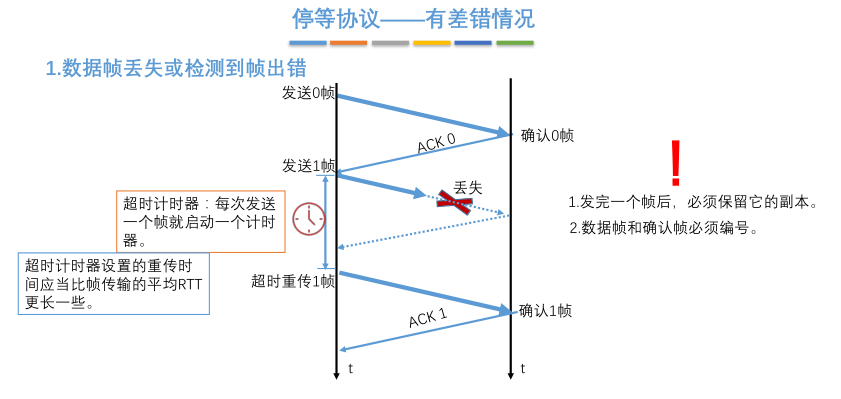 停等协议——有差错情况
1.数据帧丢失或检测到帧出错
发送0帧
ACK 0
确认0帧
发送1帧
丢失
超时计时器：每次发送
一个帧就启动一个计时
器。
超时计时器设置的重传时
间应当比帧传输的平均RTT
更长一些。
超时重传1帧
ACK 1
确认1帧
t
t
！
1.发完一个帧后，必须保留它的副本。
2.数据帧和确认帧必须编号。